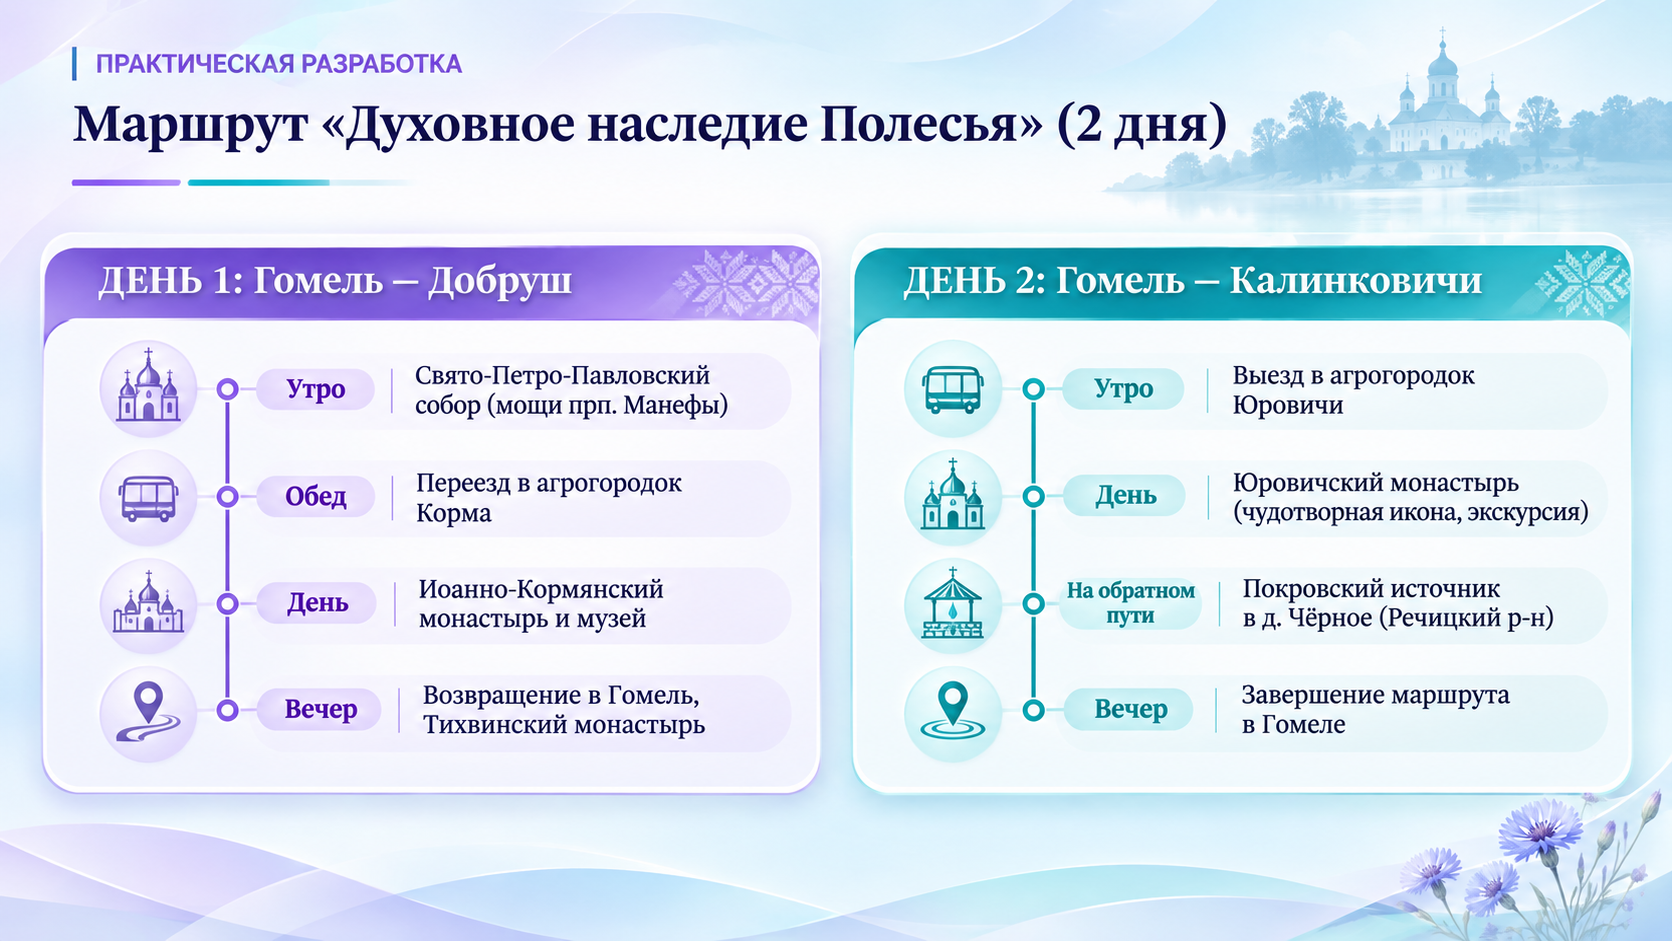 ПРАКТИЧЕСКАЯ РАЗРАБОТКА
Маршрут «Духовное наследие Полесья» (2 дня)
ДЕНЬ 1: Гомель — Добруш
Утро
Свято-Петро-Павловский
собор (мощи прп. Манефы)
Обед
Переезд в агрогородок
Корма
День
Иоанно-Кормянский
монастырь и музей
Вечер
Возвращение в Гомель,
Тихвинский монастырь
ДЕНЬ 2: Гомель — Калинковичи
Утро
Выезд в агрогородок
Юровичи
День
Юровичский монастырь
(чудотворная икона, экскурсия)
На обратном
пути
Покровский источник
в д. Чёрное (Речицкий р-н)
Вечер
Завершение маршрута
в Гомеле